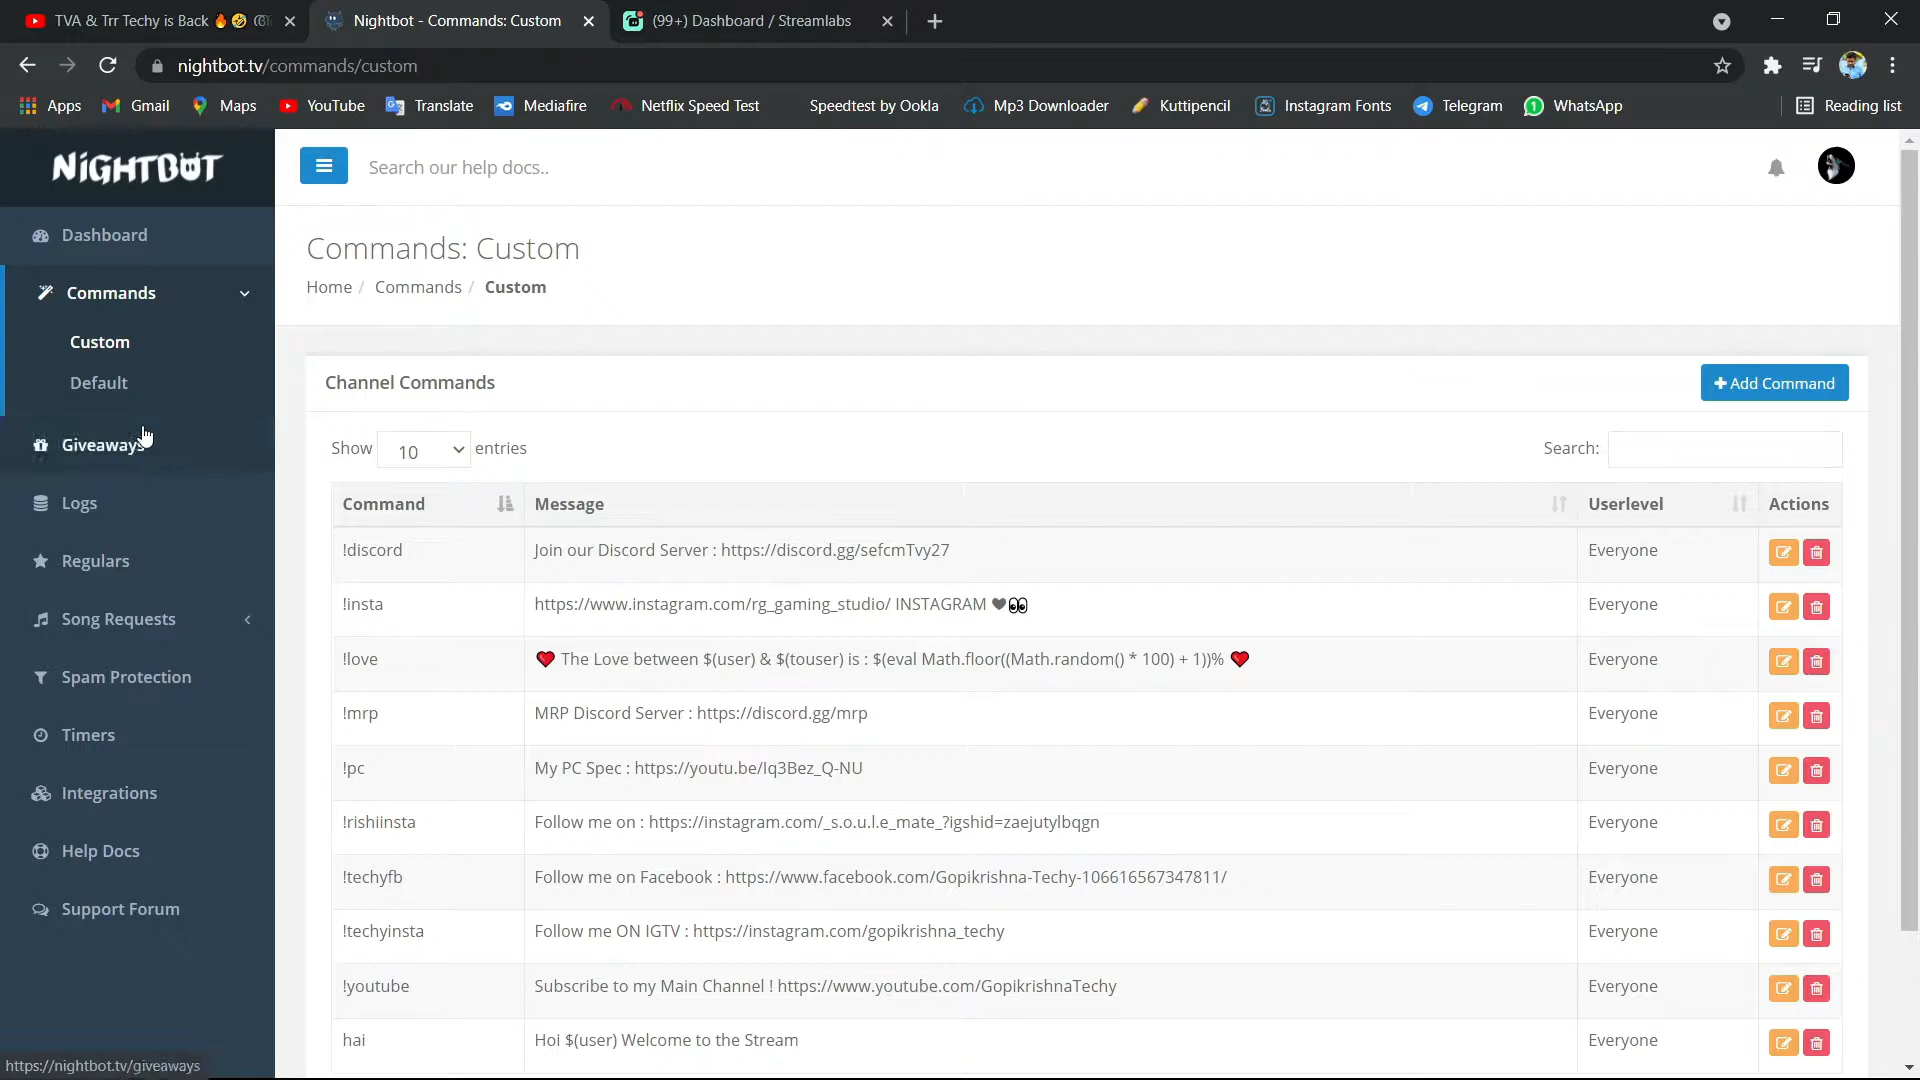 TVA & Trr Techy is Back 🔥🤣
Nightbot - Commands: Custom
(99+) Dashboard / Streamlabs
nightbot.tv/commands/custom
Apps
Gmail
Maps
YouTube
Translate
Mediafire
Netflix Speed Test
Speedtest by Ookla
Mp3 Downloader
Kuttipencil
Instagram Fonts
Telegram
WhatsApp
Reading list
NIGHTBOT
Search our help docs..
Dashboard
Commands
Custom
Default
Giveaways
Logs
Regulars
Song Requests
Spam Protection
Timers
Integrations
Help Docs
Support Forum
Commands: Custom
Home / Commands / Custom
Channel Commands
Add Command
Show 10 entries
Search:
Command Message Userlevel Actions
!discord Join our Discord Server : https://discord.gg/sefcmTvy27 Everyone
!insta https://www.instagram.com/rg_gaming_studio/ INSTAGRAM ❤👀 Everyone
!love ❤️ The Love between $(user) & $(touser) is : $(eval Math.floor((Math.random() * 100) + 1))% ❤️ Everyone
!mrp MRP Discord Server : https://discord.gg/mrp Everyone
!pc My PC Spec : https://youtu.be/Iq3Bez_Q-NU Everyone
!rishiinsta Follow me on : https://instagram.com/_s.o.u.l.e_mate_?igshid=zaejutylbqgn Everyone
!techyfb Follow me on Facebook : https://www.facebook.com/Gopikrishna-Techy-106616567347811/ Everyone
!techyinsta Follow me ON IGTV : https://instagram.com/gopikrishna_techy Everyone
!youtube Subscribe to my Main Channel ! https://www.youtube.com/GopikrishnaTechy Everyone
hai Hoi $(user) Welcome to the Stream Everyone
https://nightbot.tv/giveaways